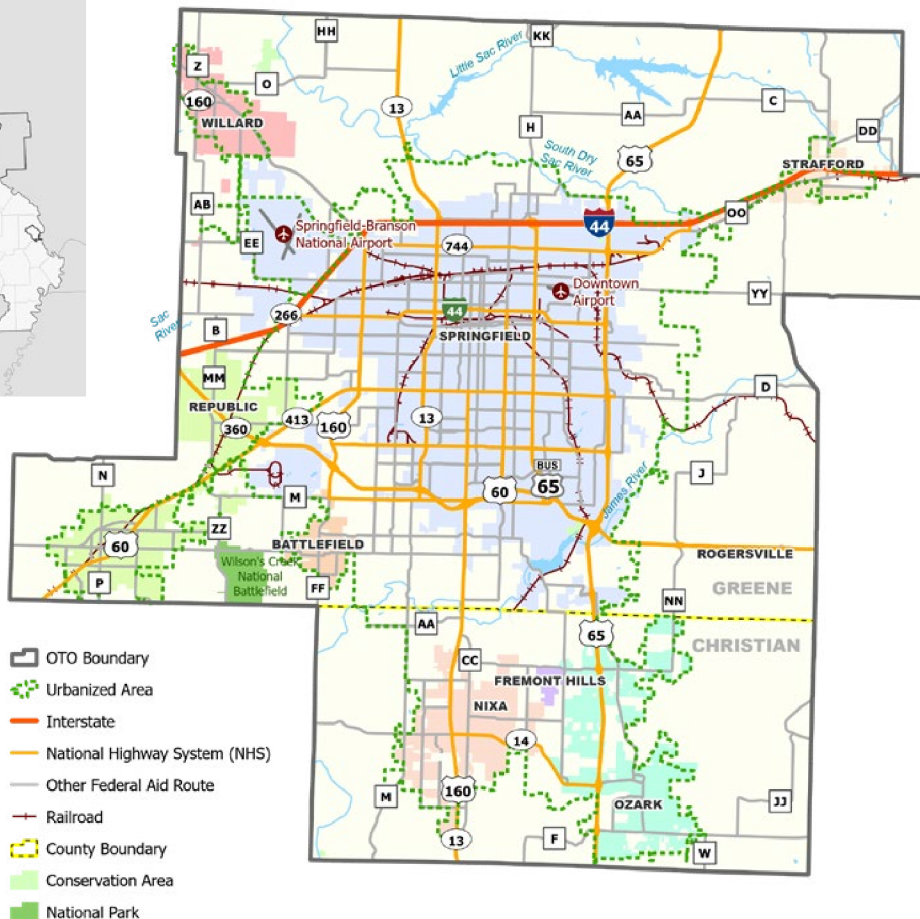 HH
KK
Z
O
Little Sac River
160
13
C
AA
WILLARD
H
DD
South Dry
Sac River
65
STRAFFORD
AB
OO
44
EE
Springfield-Branson
National Airport
744
Downtown
Airport
YY
266
44
Sac
River
B
SPRINGFIELD
MM
D
REPUBLIC
413
13
360
160
N
BUS
J
60
65
M
James River
ZZ
60
BATTLEFIELD
ROGERSVILLE
Wilson's Creek
National
Battlefield
P
FF
GREENE
NN
AA
65
CHRISTIAN
CC
OTO Boundary
FREMONT HILLS
Urbanized Area
NIXA
Interstate
14
National Highway System (NHS)
Other Federal Aid Route
160
M
JJ
OZARK
Railroad
13
F
County Boundary
W
Conservation Area
National Park